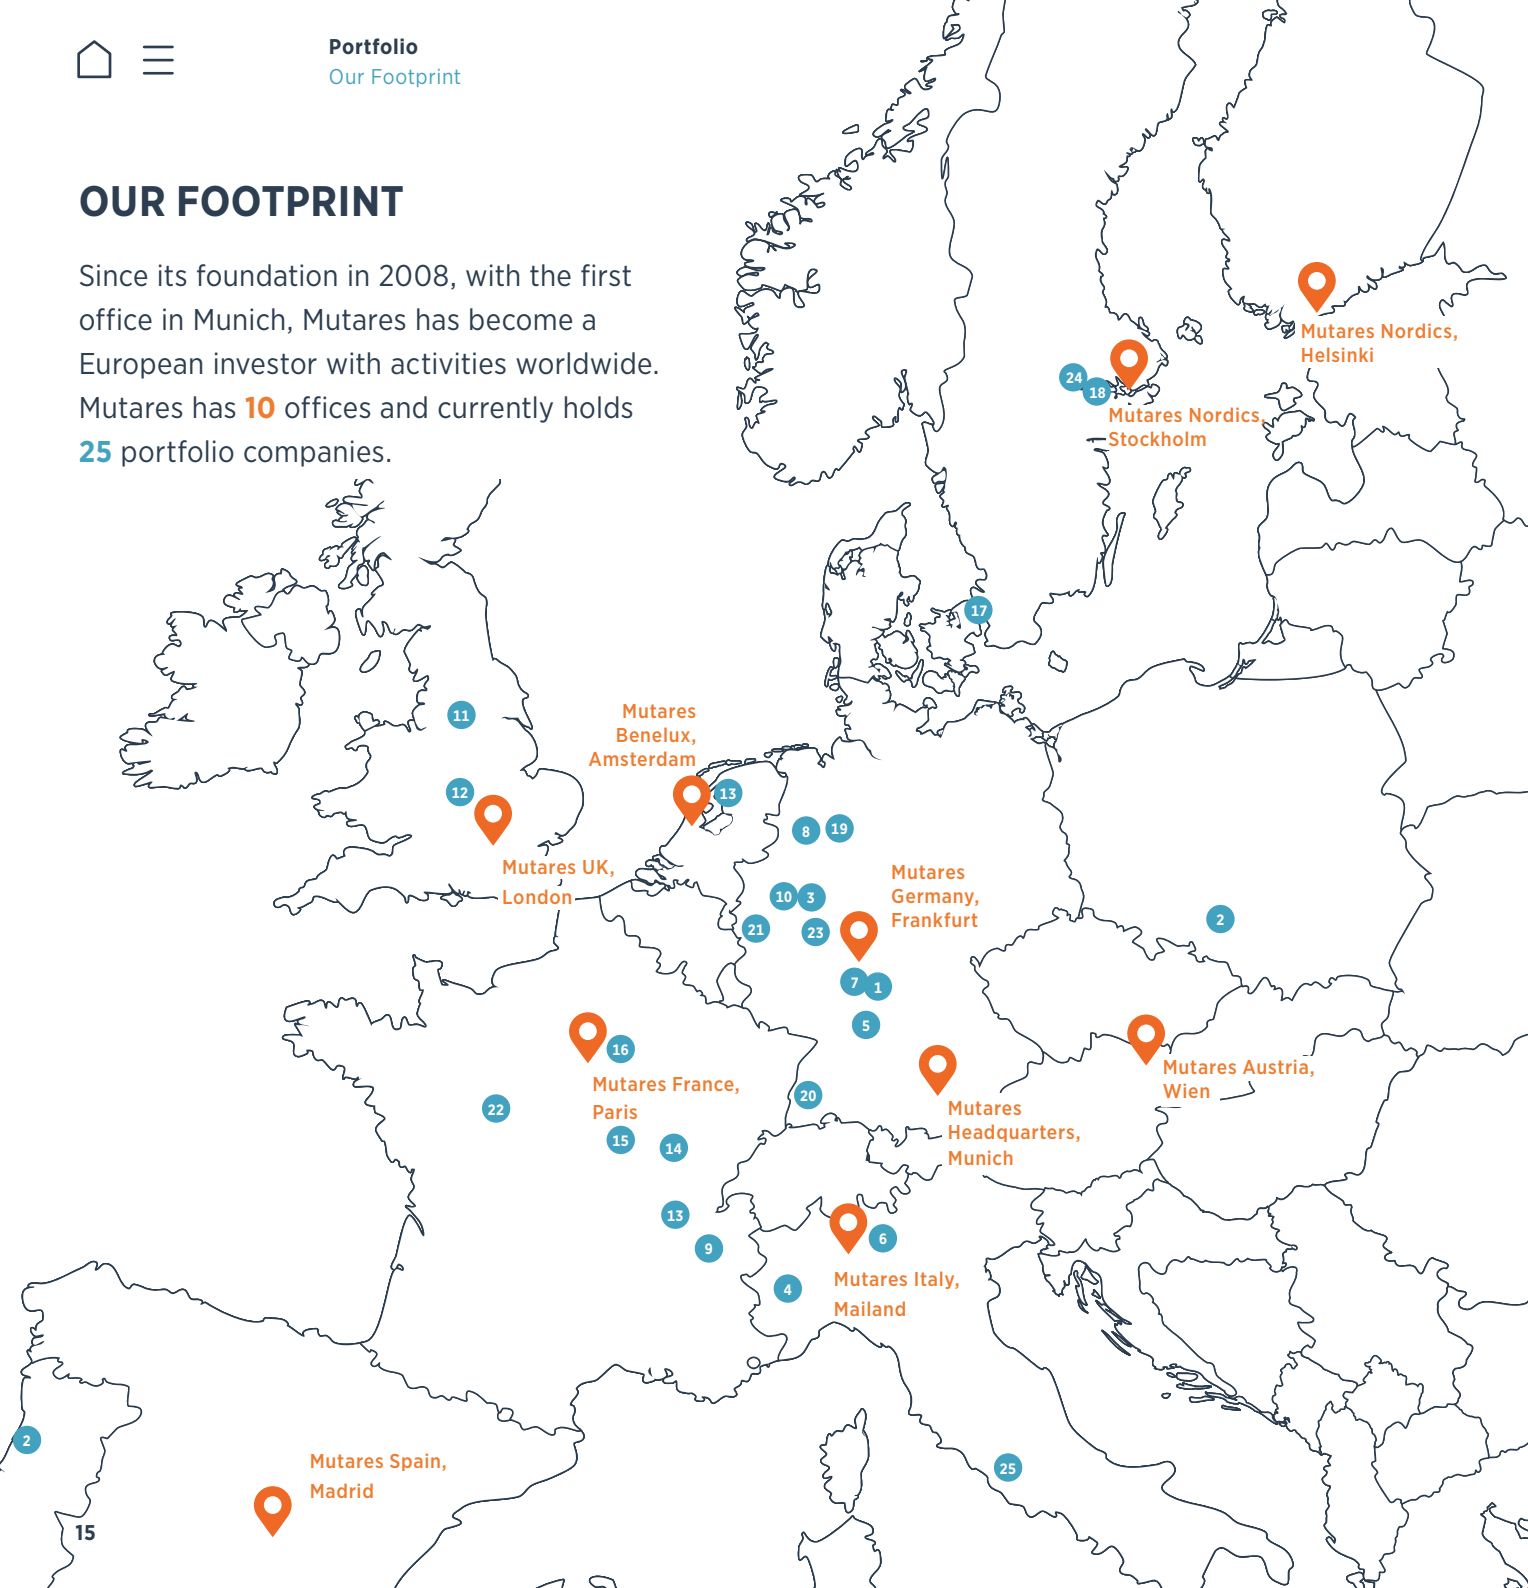 Portfolio
Our Footprint
OUR FOOTPRINT
Since its foundation in 2008, with the first
office in Munich, Mutares has become a
European investor with activities worldwide.
Mutares has 10 offices and currently holds
25 portfolio companies.
Mutares Nordics,
Helsinki
24
18
Mutares Nordics,
Stockholm
17
11
Mutares
Benelux,
Amsterdam
12
13
8
19
Mutares UK,
London
Mutares
Germany,
Frankfurt
10
3
21
23
2
7
1
5
16
Mutares France,
Paris
Mutares Austria,
Wien
22
20
Mutares
Headquarters,
Munich
15
14
13
9
6
4
Mutares Italy,
Mailand
2
Mutares Spain,
Madrid
25
15